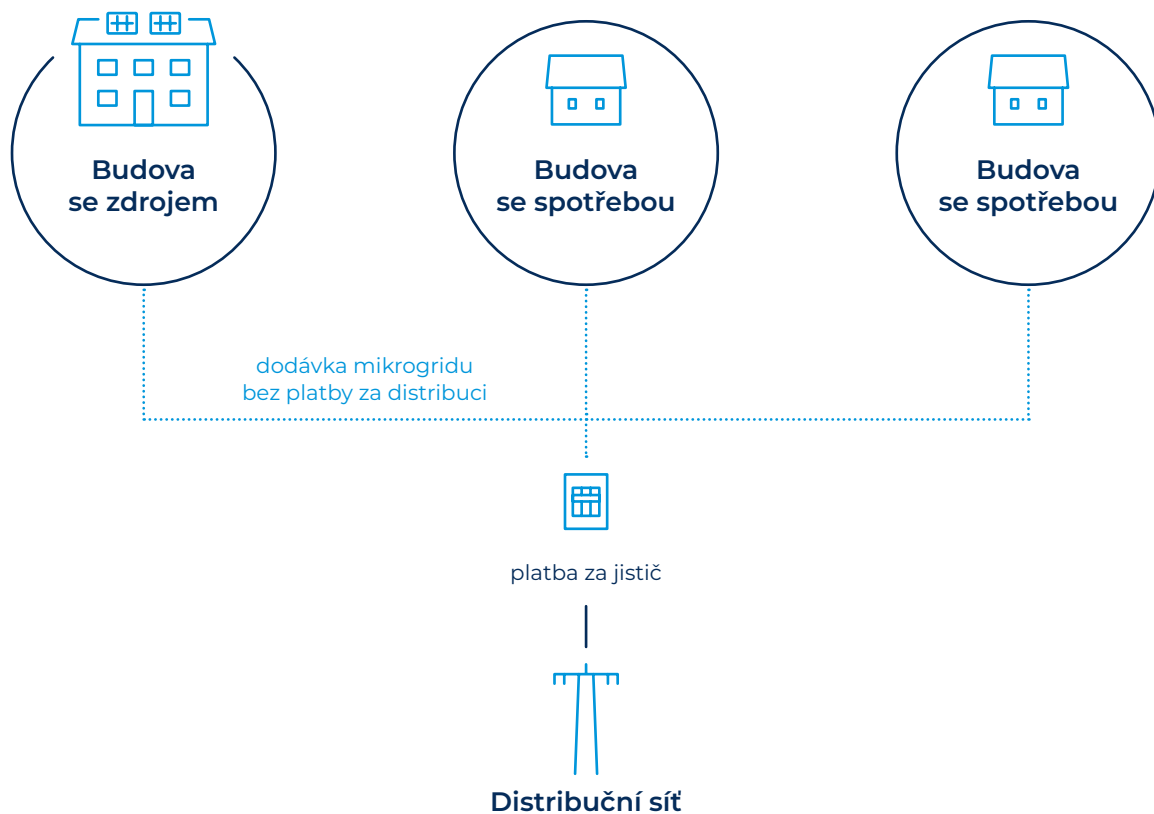 Budova
se zdrojem
Budova
se spotřebou
Budova
se spotřebou
dodávka mikrogridu
bez platby za distribuci
platba za jistič
Distribuční síť